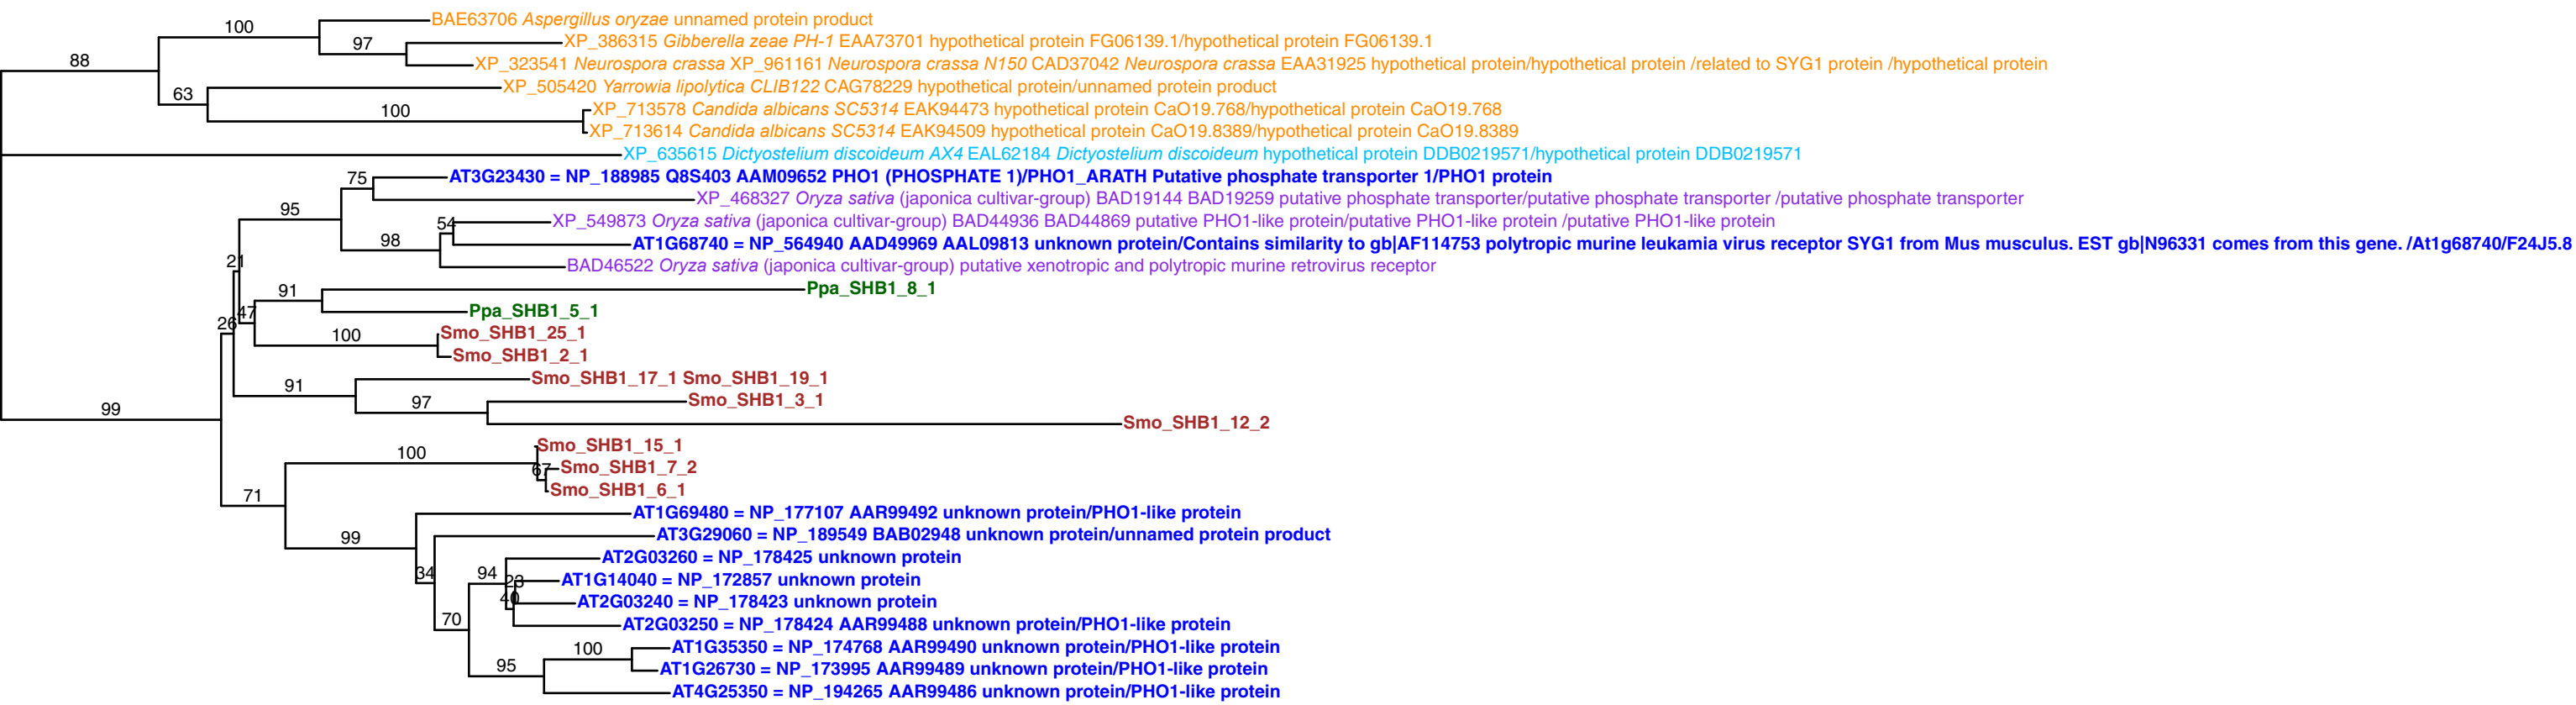 100
BAE63706 Aspergillus oryzae unnamed protein product
97
XP_386315 Gibberella zeae PH-1 EAA73701 hypothetical protein FG06139.1/hypothetical protein FG06139.1
88
XP_323541 Neurospora crassa XP_961161 Neurospora crassa N150 CAD37042 Neurospora crassa EAA31925 hypothetical protein/hypothetical protein /related to SYG1 protein /hypothetical protein
63
XP_505420 Yarrowia lipolytica CLIB122 CAG78229 hypothetical protein/unnamed protein product
100
XP_713578 Candida albicans SC5314 EAK94473 hypothetical protein CaO19.768/hypothetical protein CaO19.768
XP_713614 Candida albicans SC5314 EAK94509 hypothetical protein CaO19.8389/hypothetical protein CaO19.8389
XP_635615 Dictyostelium discoideum AX4 EAL62184 Dictyostelium discoideum hypothetical protein DDB0219571/hypothetical protein DDB0219571
75
AT3G23430 = NP_188985 Q8S403 AAM09652 PHO1 (PHOSPHATE 1)/PHO1_ARATH Putative phosphate transporter 1/PHO1 protein
XP_468327 Oryza sativa (japonica cultivar-group) BAD19144 BAD19259 putative phosphate transporter/putative phosphate transporter /putative phosphate transporter
95
54
XP_549873 Oryza sativa (japonica cultivar-group) BAD44936 BAD44869 putative PHO1-like protein/putative PHO1-like protein /putative PHO1-like protein
98
AT1G68740 = NP_564940 AAD49969 AAL09813 unknown protein/Contains similarity to gb|AF114753 polytropic murine leukamia virus receptor SYG1 from Mus musculus. EST gb|N96331 comes from this gene. /At1g68740/F24J5.8
21
BAD46522 Oryza sativa (japonica cultivar-group) putative xenotropic and polytropic murine retrovirus receptor
91
Ppa_SHB1_8_1
47
Ppa_SHB1_5_1
26
100
Smo_SHB1_25_1
Smo_SHB1_2_1
91
Smo_SHB1_17_1 Smo_SHB1_19_1
99
97
Smo_SHB1_3_1
Smo_SHB1_12_2
100
Smo_SHB1_15_1
67
Smo_SHB1_7_2
71
Smo_SHB1_6_1
AT1G69480 = NP_177107 AAR99492 unknown protein/PHO1-like protein
99
AT3G29060 = NP_189549 BAB02948 unknown protein/unnamed protein product
AT2G03260 = NP_178425 unknown protein
34
94
23
AT1G14040 = NP_172857 unknown protein
40
AT2G03240 = NP_178423 unknown protein
70
AT2G03250 = NP_178424 AAR99488 unknown protein/PHO1-like protein
100
AT1G35350 = NP_174768 AAR99490 unknown protein/PHO1-like protein
95
AT1G26730 = NP_173995 AAR99489 unknown protein/PHO1-like protein
AT4G25350 = NP_194265 AAR99486 unknown protein/PHO1-like protein